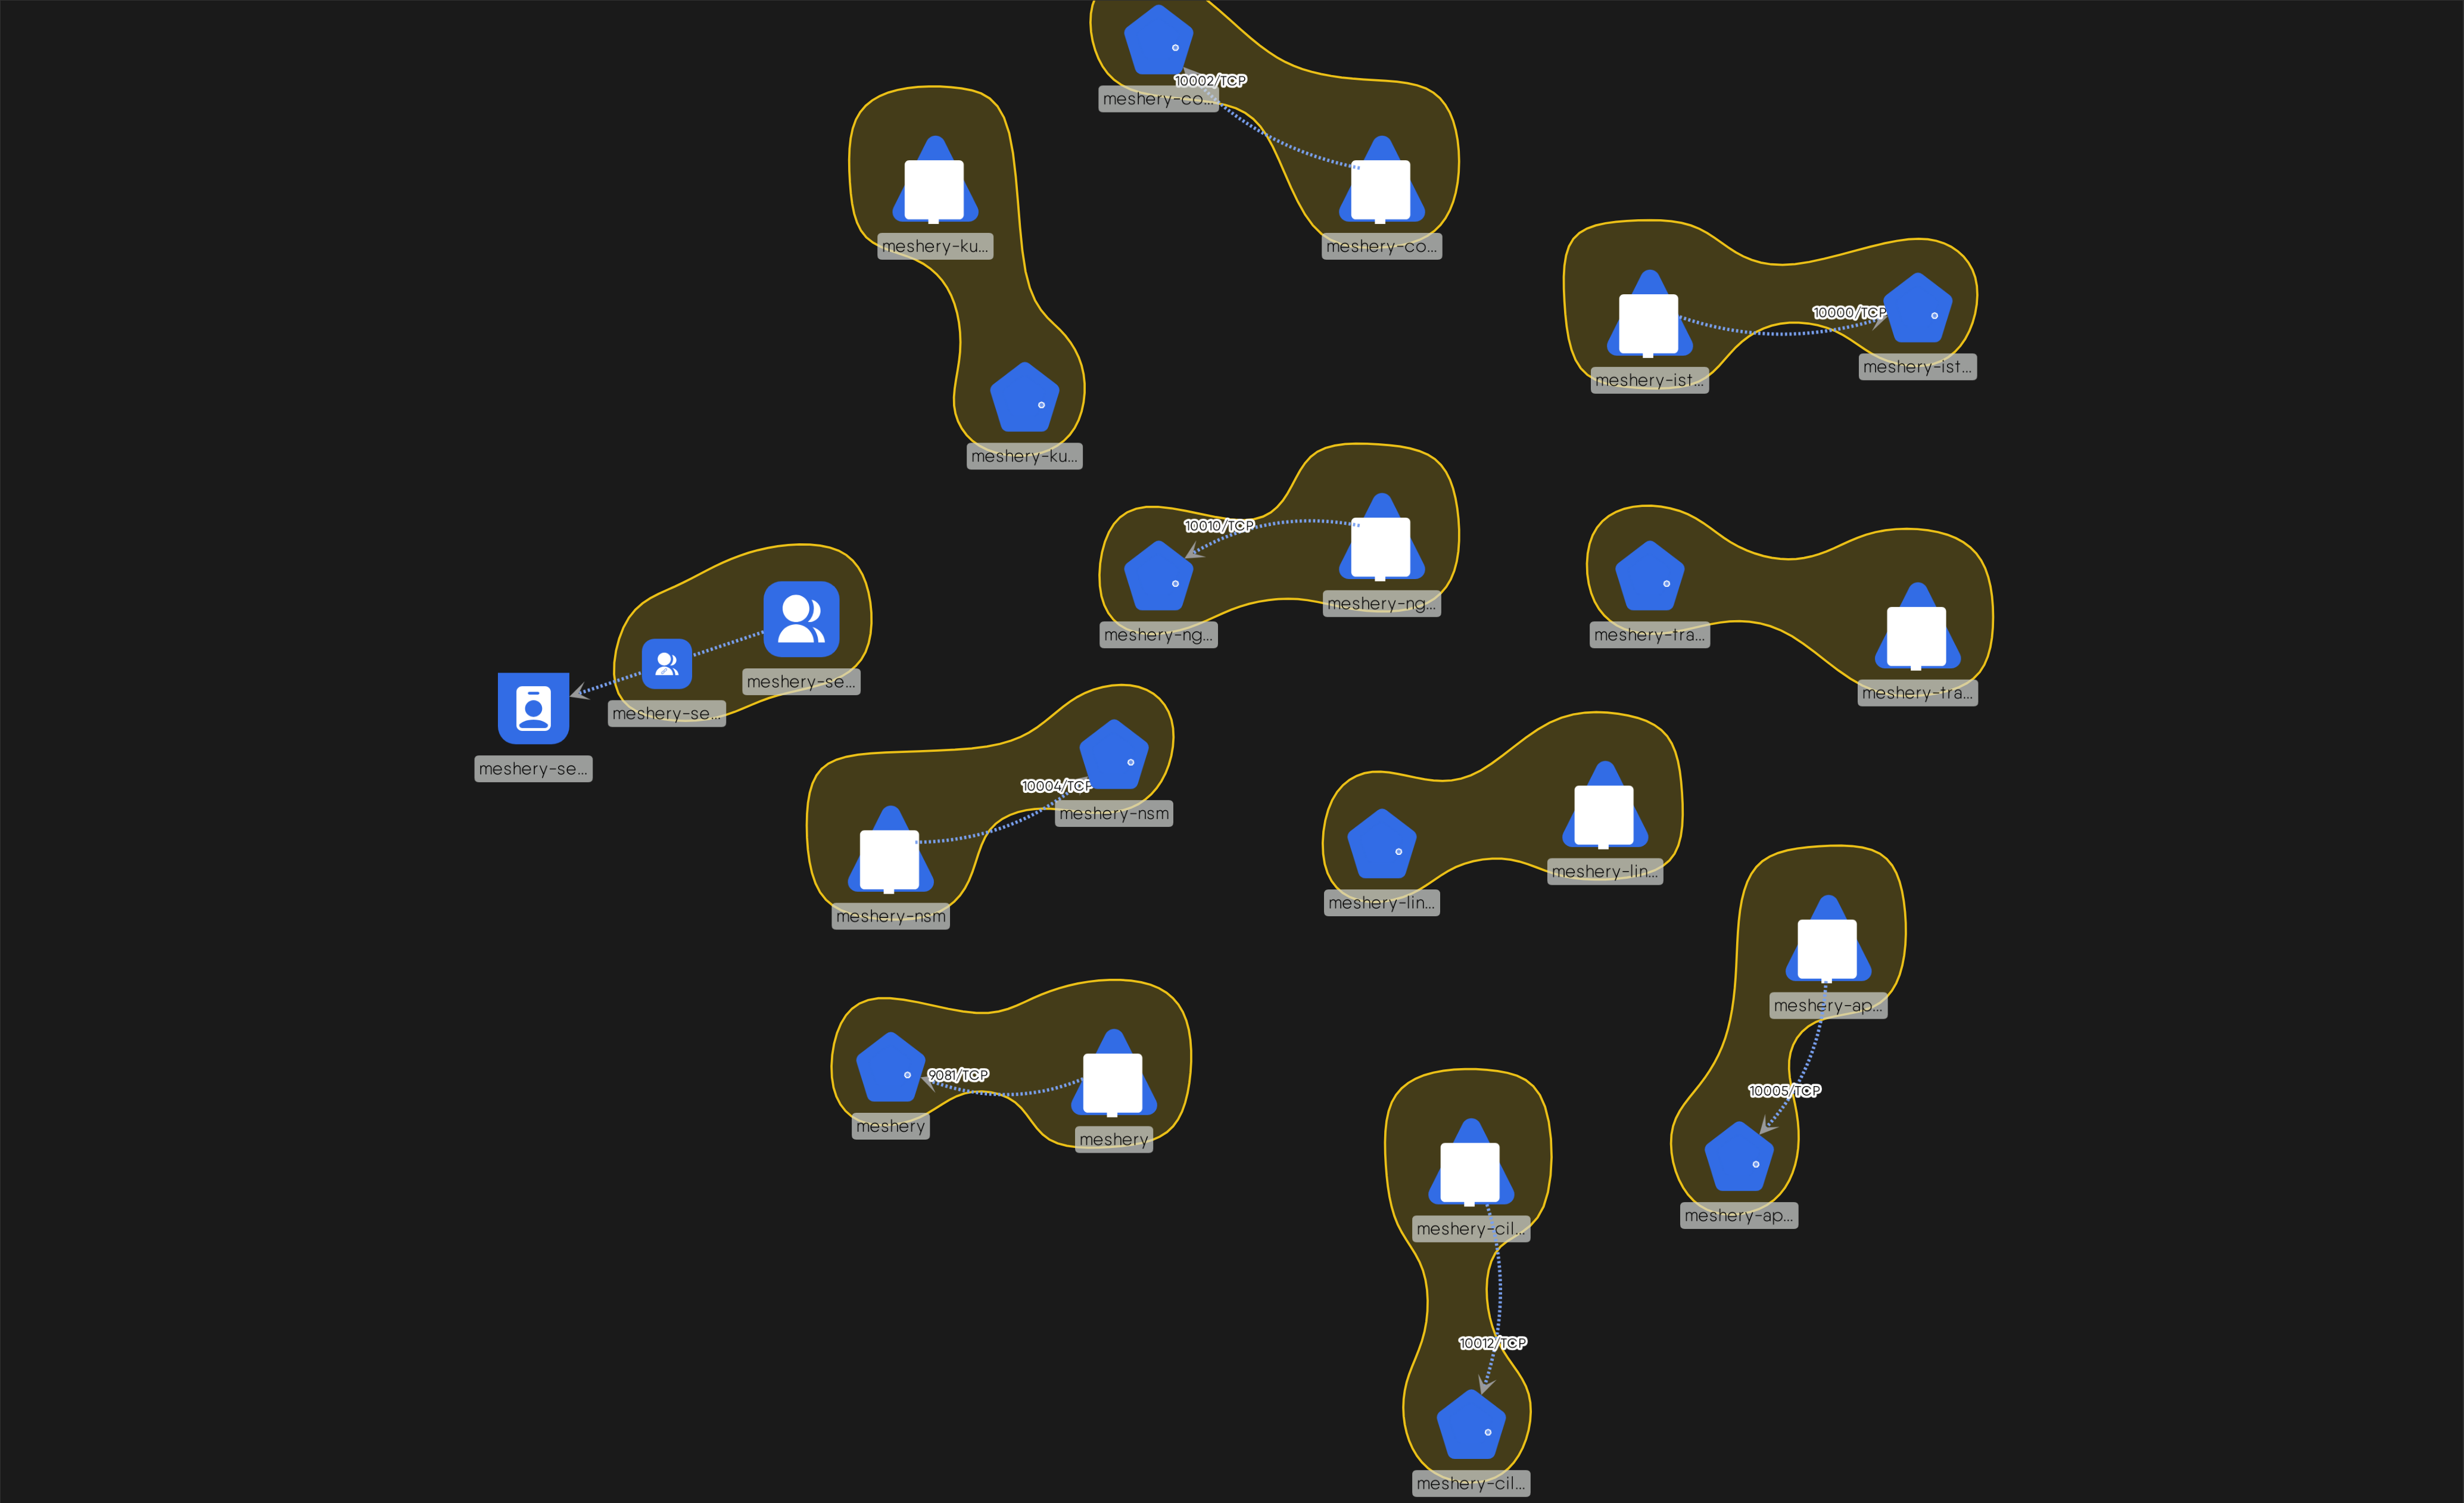 10002/TCP
meshery-co...
meshery-ku...
meshery-co...
10000/TCP
meshery-ist...
meshery-ist...
meshery-ku...
10010/TCP
meshery-ng...
meshery-ng...
meshery-tra...
meshery-se...
meshery-tra...
meshery-se...
meshery-se...
10004/TCP
meshery-nsm
meshery-lin...
meshery-lin...
meshery-nsm
meshery-ap...
9081/TCP
10005/TCP
meshery
meshery
meshery-ap...
meshery-cil...
10012/TCP
meshery-cil...